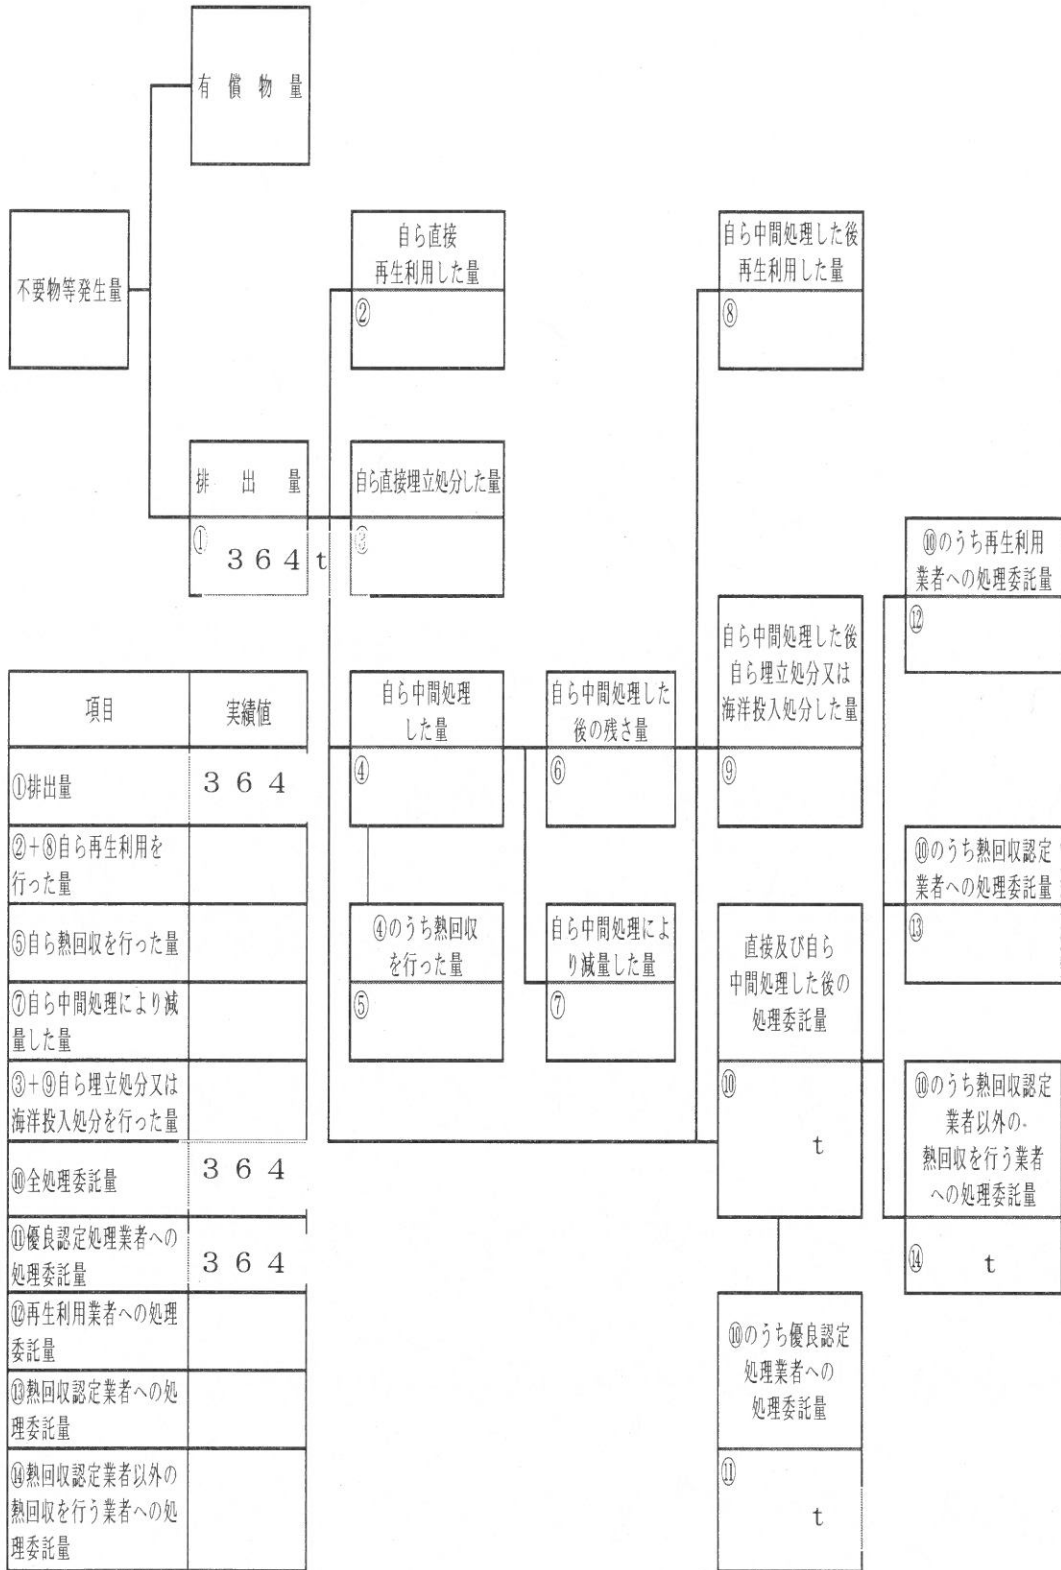 有償物量
不要物等発生量
自ら直接
再生利用した量
②
自ら中間処理した後
再生利用した量
⑧
排出量
① 364t
自ら直接埋立処分した量
③
⑩のうち再生利用
業者への処理委託量
⑫
自ら中間処理
した量
④
自ら中間処理した
後の残さ量
⑥
自ら中間処理した後
自ら埋立処分又は
海洋投入処分した量
⑨
⑩のうち熱回収認定
業者への処理委託量
⑬
④のうち熱回収
を行った量
⑤
自ら中間処理によ
り減量した量
⑦
直接及び自ら
中間処理した後の
処理委託量
⑩
t
⑩のうち熱回収認定
業者以外の
熱回収を行う業者
への処理委託量
⑭ t
⑩のうち優良認定
処理業者への
処理委託量
⑪
t
項目 実績値
①排出量 364
②+⑧自ら再生利用を
行った量
⑤自ら熱回収を行った量
⑦自ら中間処理により減
量した量
③+⑨自ら埋立処分又は
海洋投入処分を行った量
⑩全処理委託量 364
⑪優良認定処理業者への
処理委託量 364
⑫再生利用業者への処理
委託量
⑬熱回収認定業者への処
理委託量
⑭熱回収認定業者以外の
熱回収を行う業者への処
理委託量